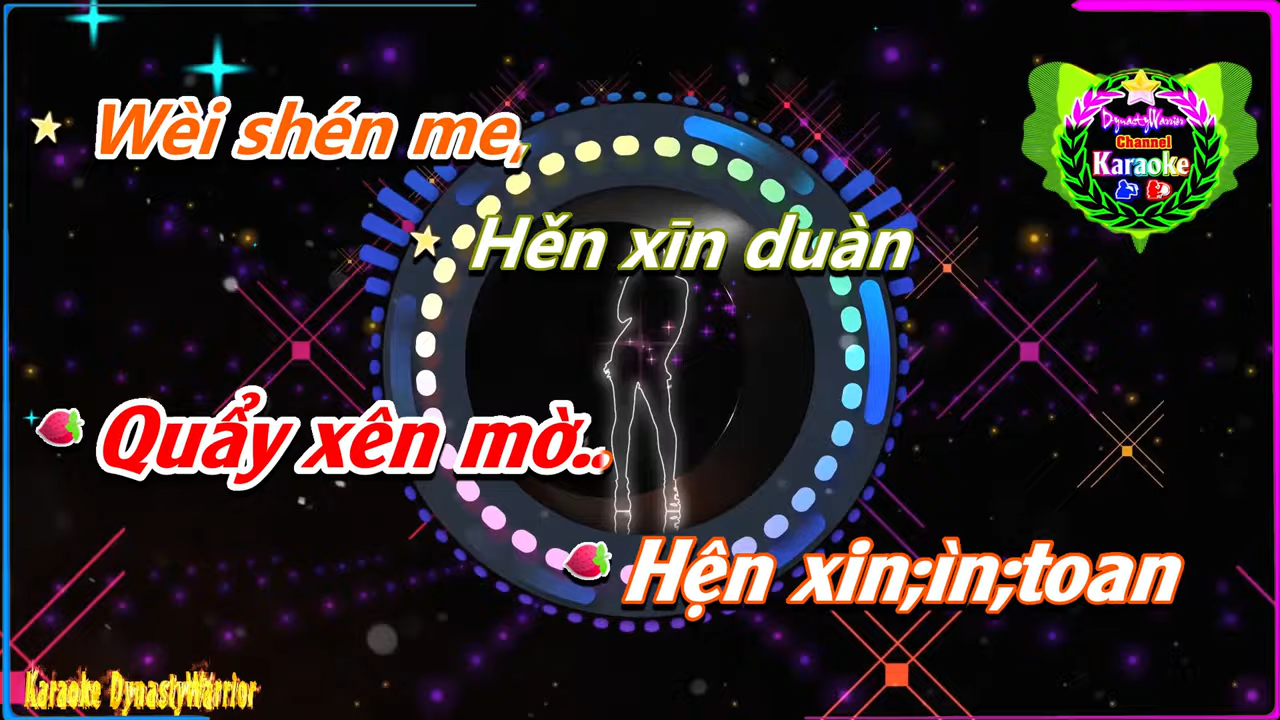 Wèi shén me,
Hěn xīn duàn
Quẩy xên mờ..
Hện xin;ìn;toan
DynastyWarrior
Channel
Karaoke
Karaoke DynastyWarrior